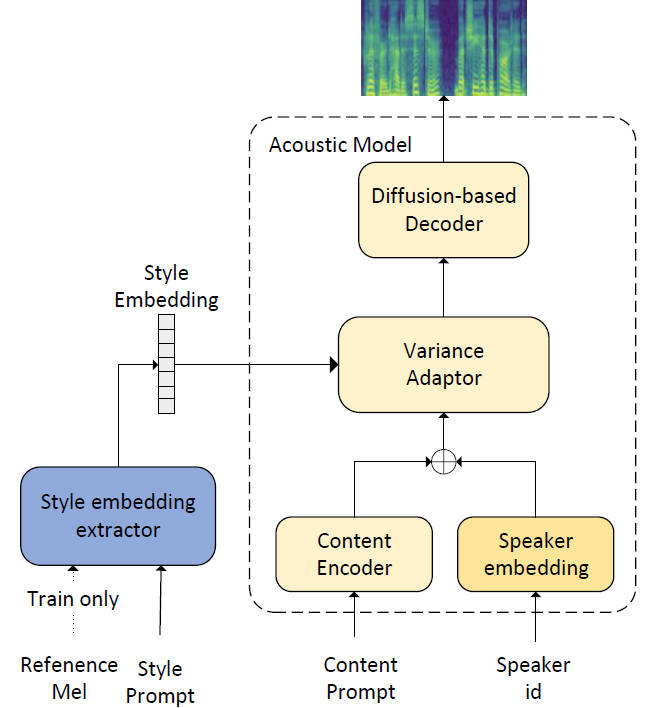 Acoustic Model
Diffusion-based
Decoder
Style
Embedding
Variance
Adaptor
Style embedding
extractor
Content
Encoder
Speaker
embedding
Train only
Refenence
Mel
Style
Prompt
Content
Prompt
Speaker
id